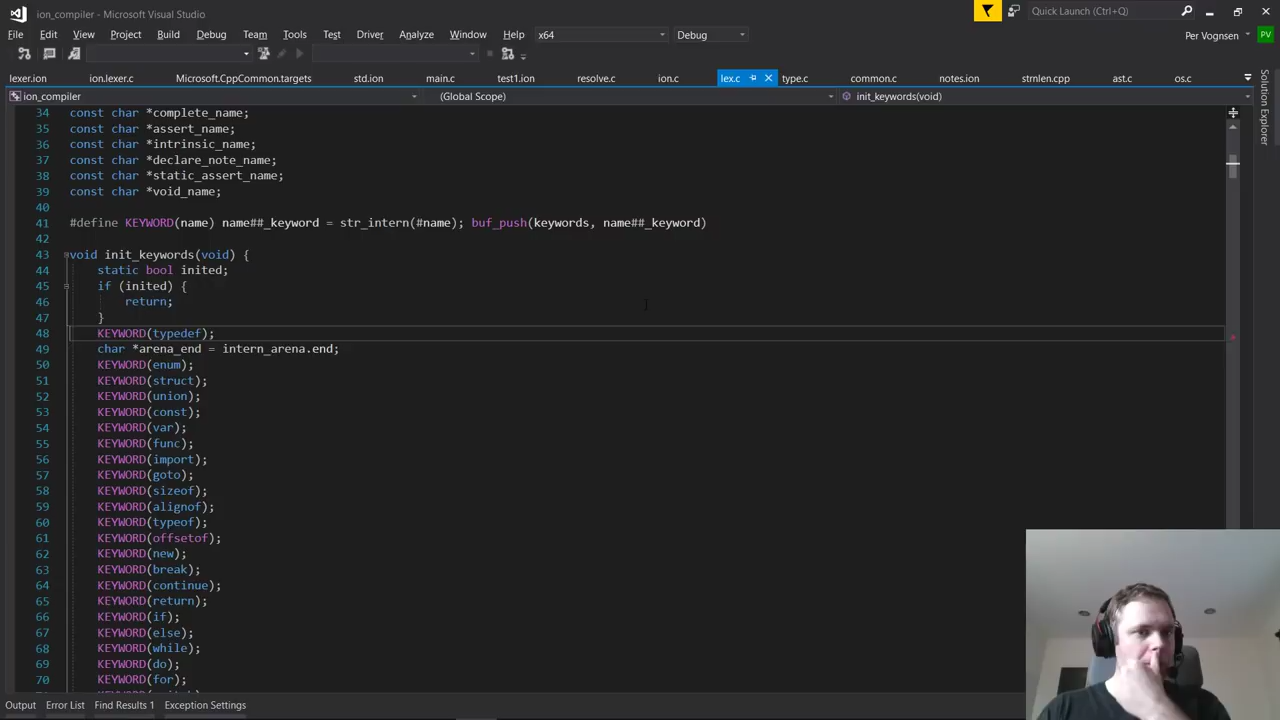 ion_compiler - Microsoft Visual Studio
Quick Launch (Ctrl+Q)
File Edit View Project Build Debug Team Tools Test Driver Analyze Window Help x64 Debug
Per Vognsen PV
lexer.ion ion.lexer.c Microsoft.CppCommon.targets std.ion main.c test1.ion resolve.c ion.c lex.c type.c common.c notes.ion strnlen.cpp ast.c os.c
ion_compiler (Global Scope) init_keywords(void)
Solution Explorer
34 const char *complete_name;
35 const char *assert_name;
36 const char *intrinsic_name;
37 const char *declare_note_name;
38 const char *static_assert_name;
39 const char *void_name;
40
41 #define KEYWORD(name) name##_keyword = str_intern(#name); buf_push(keywords, name##_keyword)
42
43 void init_keywords(void) {
44 static bool inited;
45 if (inited) {
46 return;
47 }
48 KEYWORD(typedef);
49 char *arena_end = intern_arena.end;
50 KEYWORD(enum);
51 KEYWORD(struct);
52 KEYWORD(union);
53 KEYWORD(const);
54 KEYWORD(var);
55 KEYWORD(func);
56 KEYWORD(import);
57 KEYWORD(goto);
58 KEYWORD(sizeof);
59 KEYWORD(alignof);
60 KEYWORD(typeof);
61 KEYWORD(offsetof);
62 KEYWORD(new);
63 KEYWORD(break);
64 KEYWORD(continue);
65 KEYWORD(return);
66 KEYWORD(if);
67 KEYWORD(else);
68 KEYWORD(while);
69 KEYWORD(do);
70 KEYWORD(for);
Output Error List Find Results 1 Exception Settings